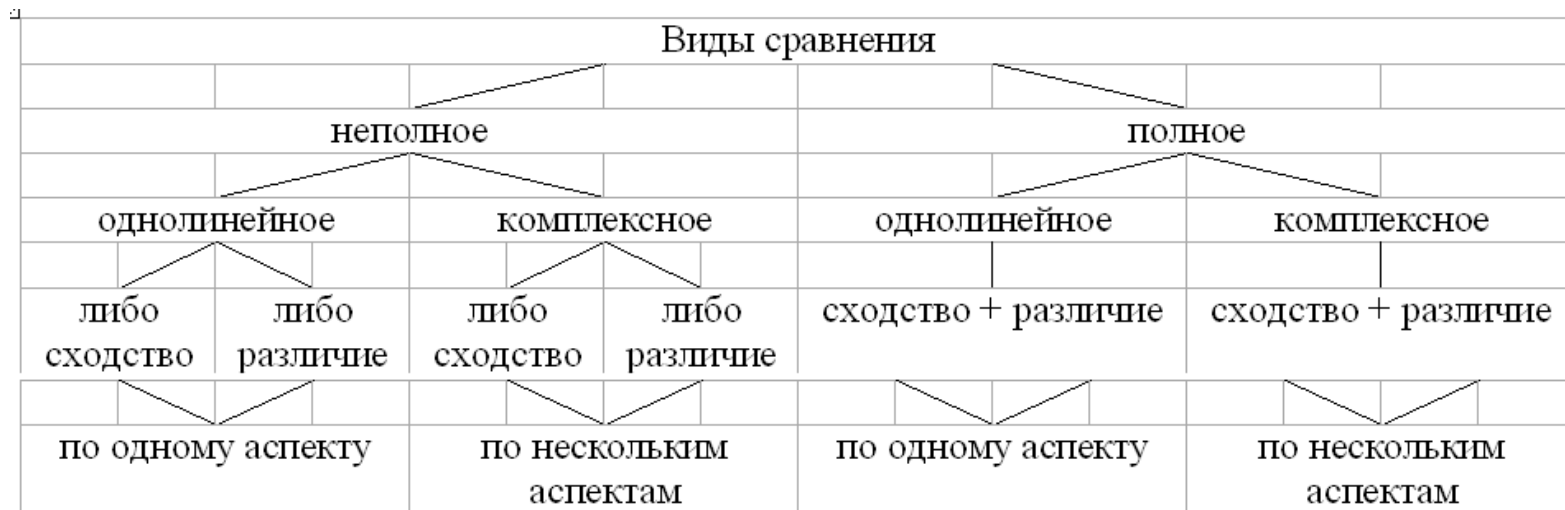 Виды сравнения
неполное полное
однолинейное комплексное однолинейное комплексное
либо либо либо либо сходство + различие сходство + различие
сходство различие сходство различие
по одному аспекту по нескольким по одному аспекту по нескольким
аспектам аспектам